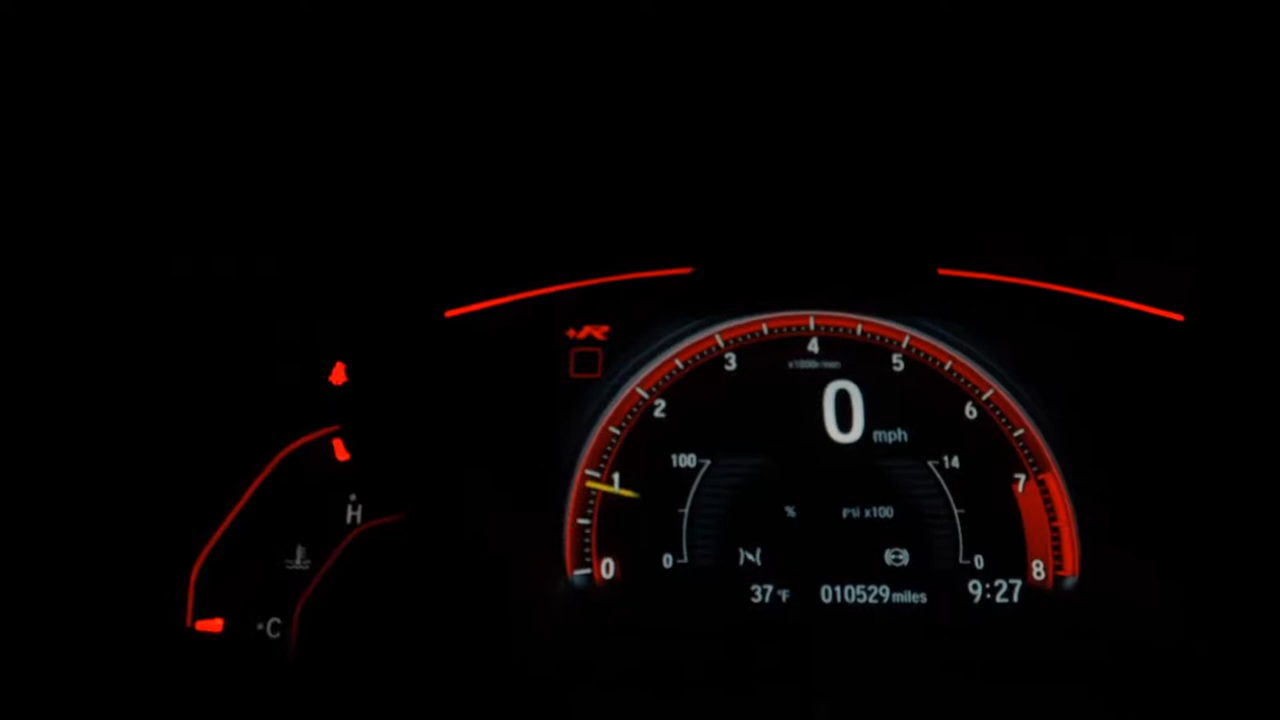 +R
4
3 5
x1000r/min
2 6
0 mph
100 14
1 7
% psi x100
0 0
0 8
37 °F 010529 miles 9:27
H
C